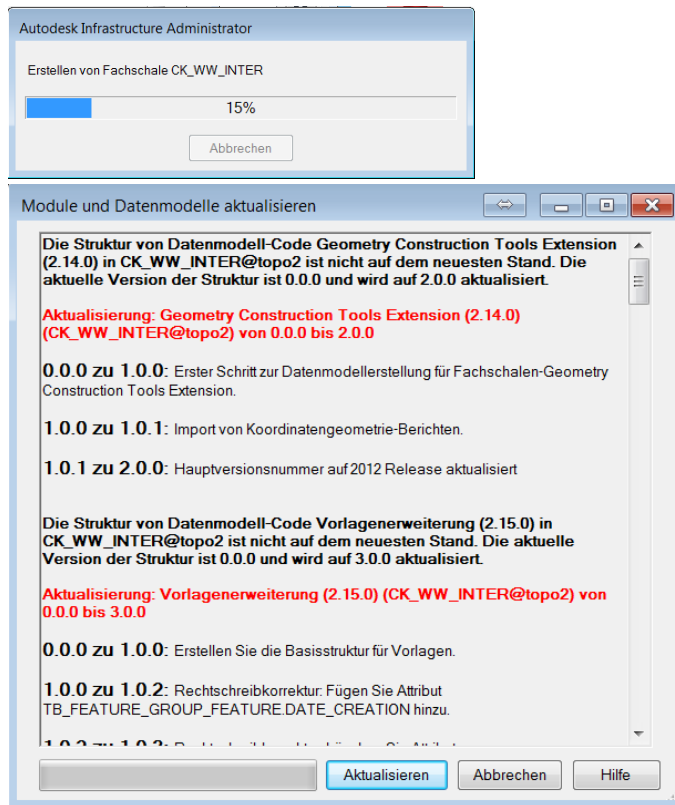 Autodesk Infrastructure Administrator
Erstellen von Fachschale CK_WW_INTER
15%
Abbrechen
Module und Datenmodelle aktualisieren
Die Struktur von Datenmodell-Code Geometry Construction Tools Extension
(2.14.0) in CK_WW_INTER@topo2 ist nicht auf dem neuesten Stand. Die
aktuelle Version der Struktur ist 0.0.0 und wird auf 2.0.0 aktualisiert.
Aktualisierung: Geometry Construction Tools Extension (2.14.0)
(CK_WW_INTER@topo2) von 0.0.0 bis 2.0.0
0.0.0 zu 1.0.0: Erster Schritt zur Datenmodellerstellung für Fachschalen-Geometry
Construction Tools Extension.
1.0.0 zu 1.0.1: Import von Koordinatengeometrie-Berichten.
1.0.1 zu 2.0.0: Hauptversionsnummer auf 2012 Release aktualisiert
Die Struktur von Datenmodell-Code Vorlagenerweiterung (2.15.0) in
CK_WW_INTER@topo2 ist nicht auf dem neuesten Stand. Die aktuelle
Version der Struktur ist 0.0.0 und wird auf 3.0.0 aktualisiert.
Aktualisierung: Vorlagenerweiterung (2.15.0) (CK_WW_INTER@topo2) von
0.0.0 bis 3.0.0
0.0.0 zu 1.0.0: Erstellen Sie die Basisstruktur für Vorlagen.
1.0.0 zu 1.0.2: Rechtschreibkorrektur: Fügen Sie Attribut
TB_FEATURE_GROUP_FEATURE.DATE_CREATION hinzu.
Aktualisieren
Abbrechen
Hilfe